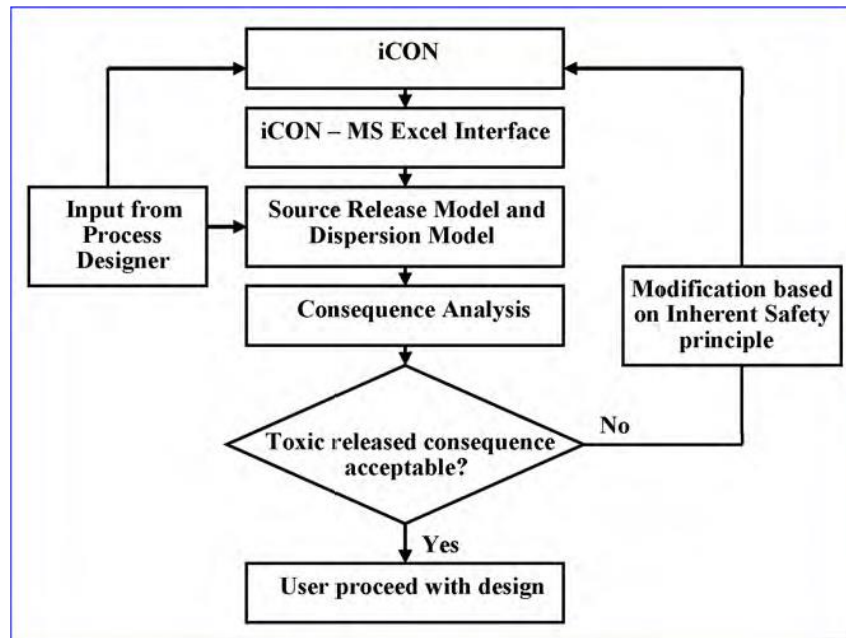 iCON
iCON – MS Excel Interface
Input from
Process
Designer
Source Release Model and
Dispersion Model
Consequence Analysis
Modification based
on Inherent Safety
principle
Toxic released consequence
acceptable?
No
Yes
User proceed with design